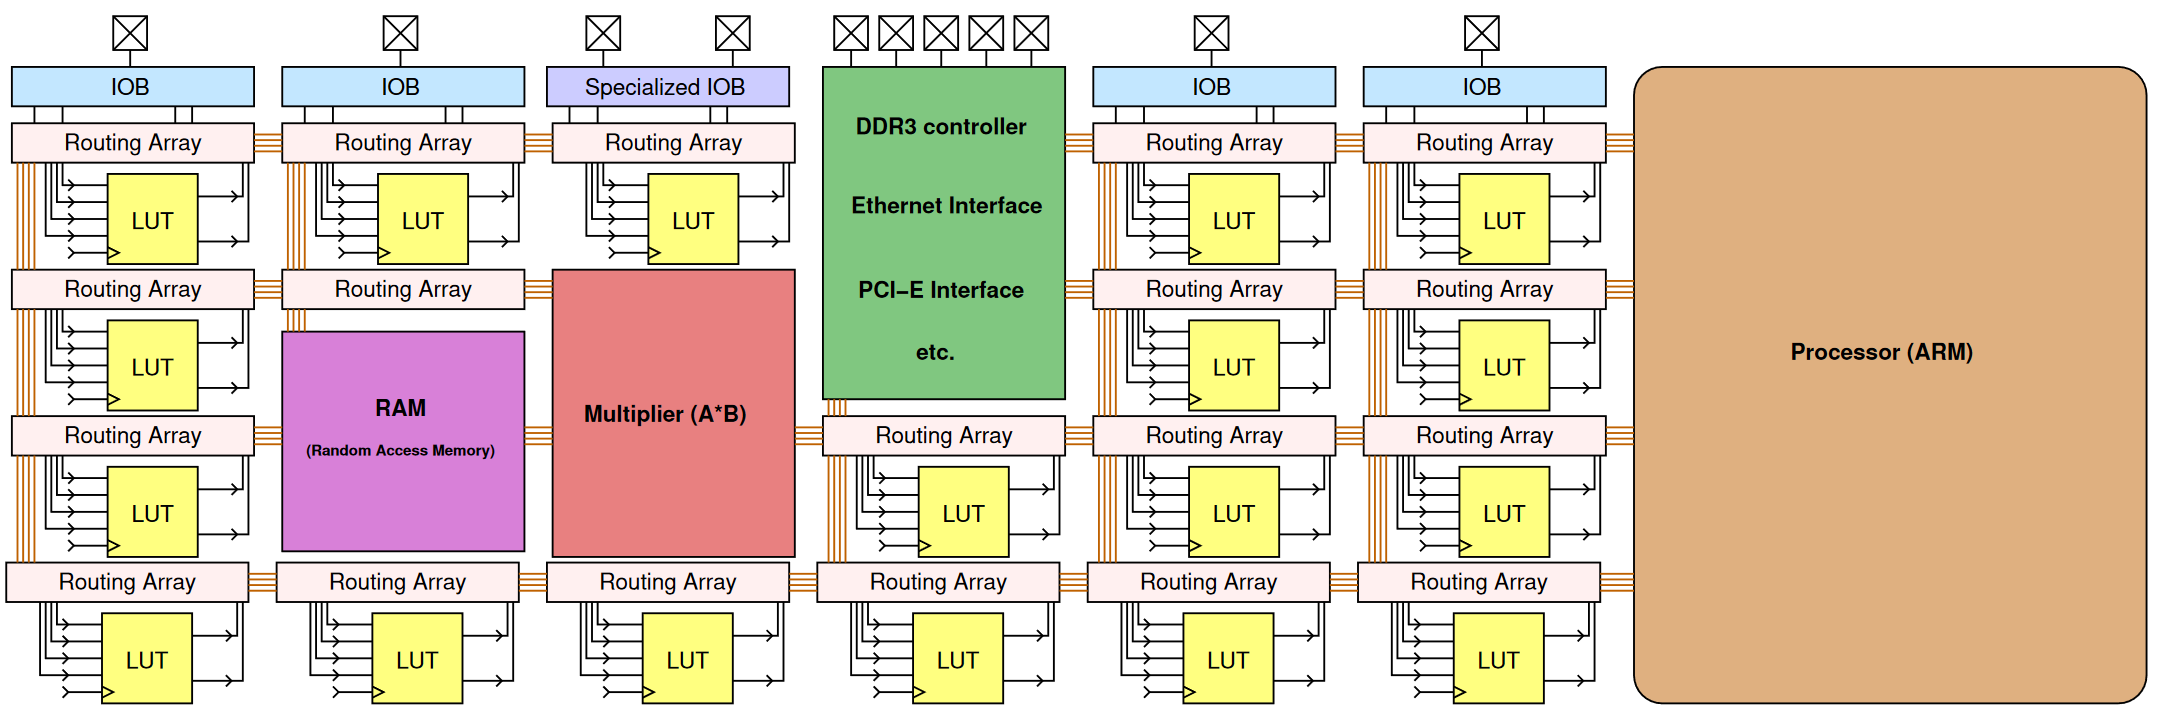 IOB
IOB
Specialized IOB
IOB
IOB
DDR3 controller
Routing Array
Routing Array
Routing Array
Routing Array
Routing Array
Ethernet Interface
LUT
LUT
LUT
LUT
LUT
PCI–E Interface
Routing Array
Routing Array
Routing Array
Routing Array
etc.
Processor (ARM)
LUT
LUT
LUT
RAM
Multiplier (A*B)
(Random Access Memory)
Routing Array
Routing Array
Routing Array
Routing Array
LUT
LUT
LUT
LUT
Routing Array
Routing Array
Routing Array
Routing Array
Routing Array
Routing Array
LUT
LUT
LUT
LUT
LUT
LUT